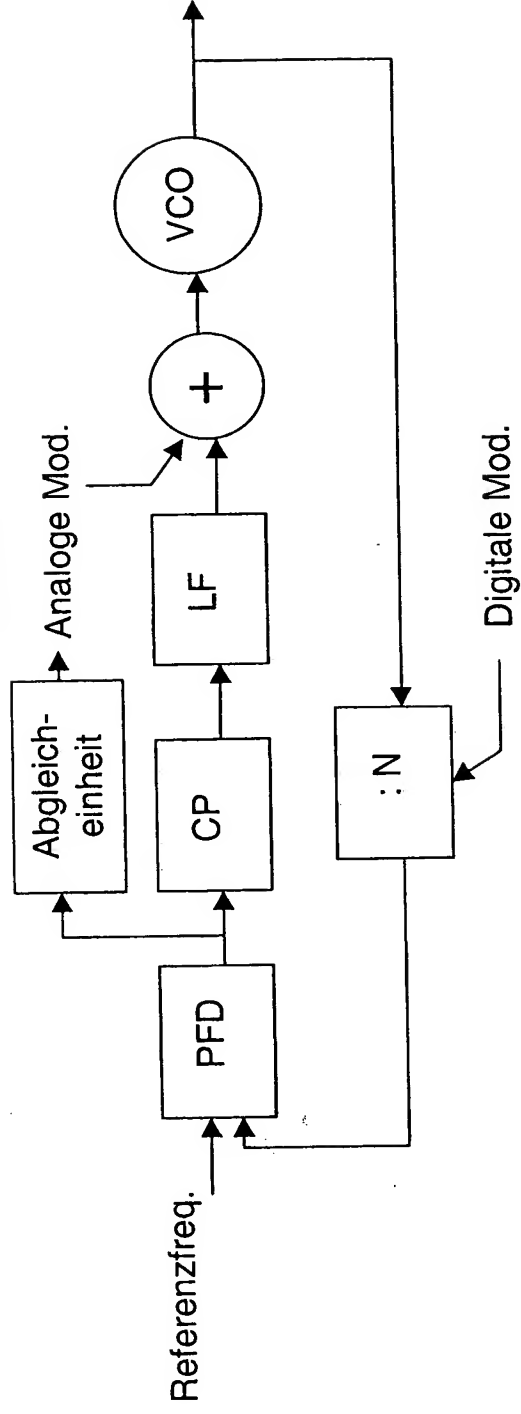 Referenzfreq.
PFD
Abgleich-
einheit
Analoge Mod.
CP
LF
+
VCO
: N
Digitale Mod.